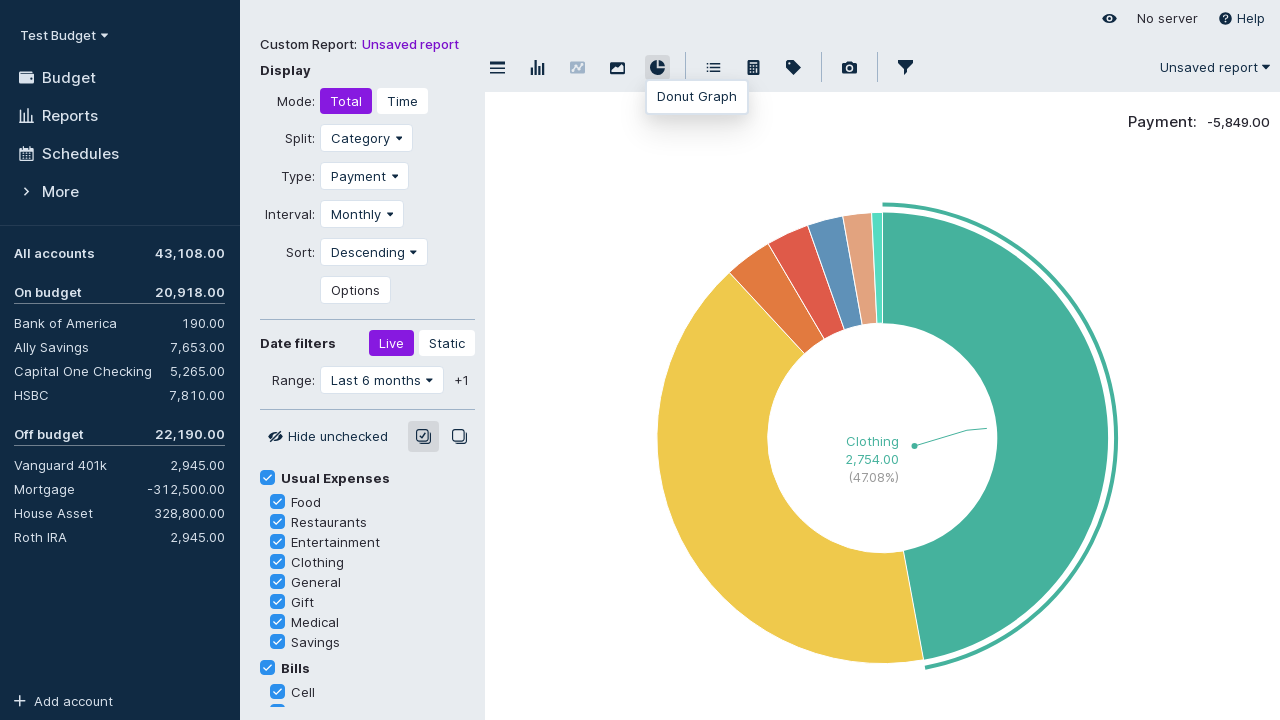 Test Budget
Budget
Reports
Schedules
More
All accounts 43,108.00
On budget 20,918.00
Bank of America 190.00
Ally Savings 7,653.00
Capital One Checking 5,265.00
HSBC 7,810.00
Off budget 22,190.00
Vanguard 401k 2,945.00
Mortgage -312,500.00
House Asset 328,800.00
Roth IRA 2,945.00
Add account
No server Help
Custom Report: Unsaved report
Display
Mode: Total Time
Split: Category
Type: Payment
Interval: Monthly
Sort: Descending
Options
Date filters Live Static
Range: Last 6 months +1
Hide unchecked
Usual Expenses
Food
Restaurants
Entertainment
Clothing
General
Gift
Medical
Savings
Bills
Cell
Unsaved report
Donut Graph
Payment: -5,849.00
Clothing
2,754.00
(47.08%)